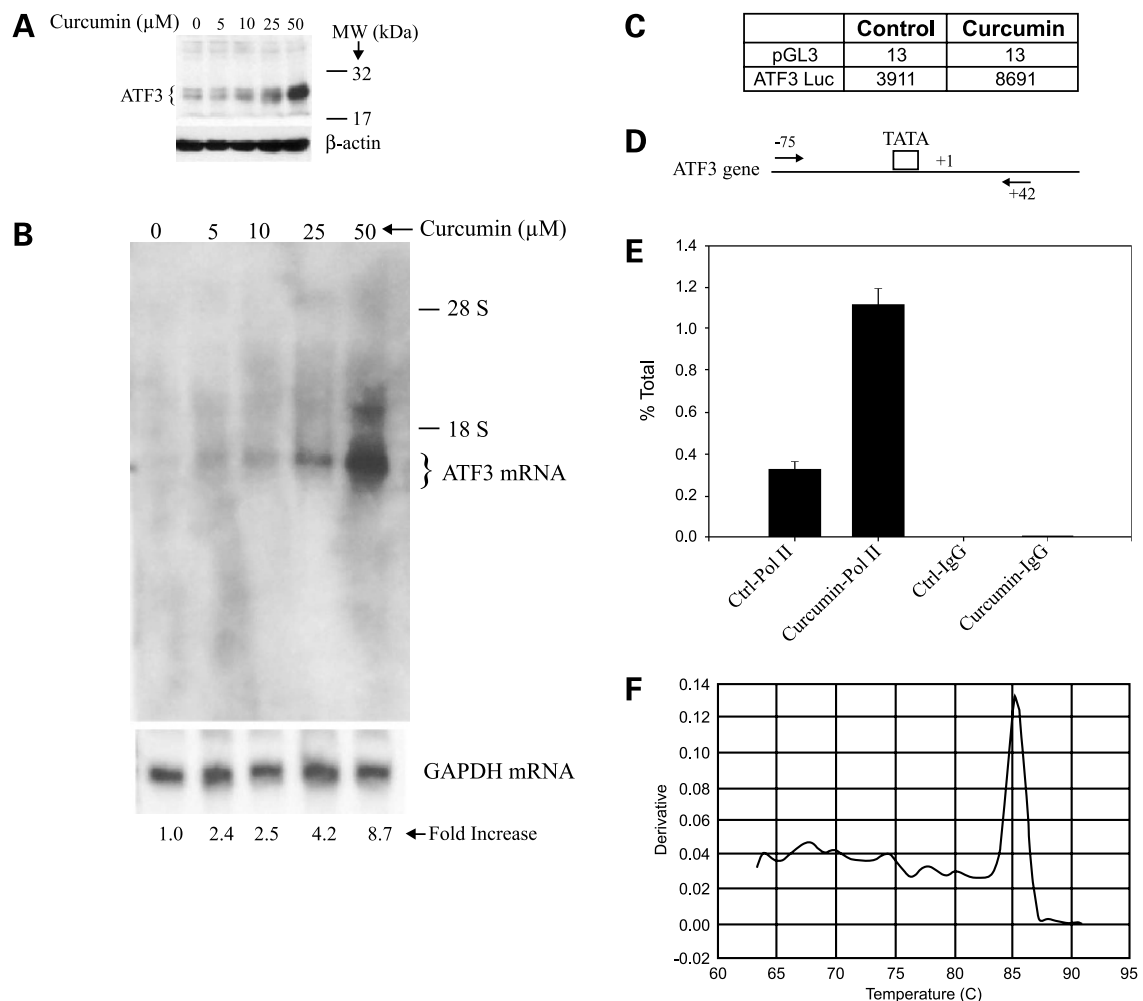 A
Curcumin (µM) 0 5 10 25 50
MW (kDa)
32
ATF3 {
17
β-actin
B
0 5 10 25 50 Curcumin (µM)
28 S
18 S
} ATF3 mRNA
GAPDH mRNA
1.0 2.4 2.5 4.2 8.7 Fold Increase
C
Control Curcumin
pGL3 13 13
ATF3 Luc 3911 8691
D
-75 TATA
+1
ATF3 gene
+42
E
1.4
1.2
1.0
0.8
0.6
0.4
0.2
0.0
% Total
Ctrl-Pol II
Curcumin-Pol II
Ctrl-IgG
Curcumin-IgG
F
0.14
0.12
0.10
0.08
0.06
0.04
0.02
0.00
-0.02
Derivative
60 65 70 75 80 85 90 95
Temperature (C)